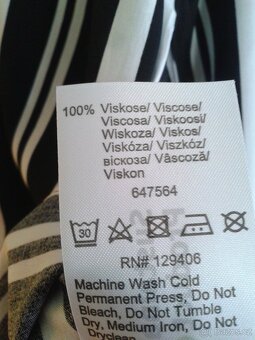 100% Viskose/ Viscose/
Viscosa/ Viskoosi/
Wiskoza/ Viskos/
Viskóza/ Viszkóz/
віскоза/ Vâscoză/
Viskon
647564
30
RN# 129406
Machine Wash Cold
Permanent Press, Do Not
Bleach, Do Not Tumble
Dry, Medium Iron, Do Not
Dryclean